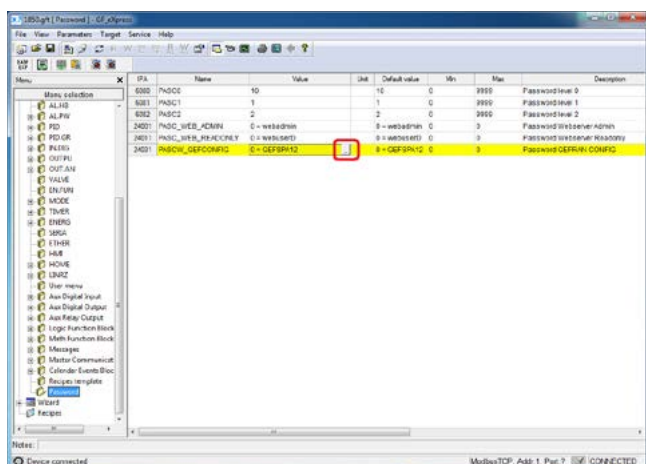 1850.gft [ Password ] - GF_eXpress
File View Parameters Target Service Help
Menu
Menu selection
AL.HB
AL.PW
PID
PID.GR
IN.DIG
OUTPU
OUT.AN
VALVE
EN.FUN
MODE
TIMER
ENERG
SERIA
ETHER
HMI
HOME
LINRZ
User menu
Aux Digital Input
Aux Digital Output
Aux Relay Output
Logic Function Block
Math Function Block
Messages
Master Communicat
Calendar Events Bloc
Recipes template
Password
Wizard
Recipes
IPA Name Value Unit Default value Min Max Description
6080 PASC0 10 10 0 9999 Password level 0
6081 PASC1 1 1 0 9999 Password level 1
6082 PASC2 2 2 0 9999 Password level 2
24001 PASC_WEB_ADMIN 0 = webadmin 0 = webadmin 0 0 Password Webserver Admin
24011 PASC_WEB_READONLY 0 = webuser0 0 = webuser0 0 0 Password Webserver Readonly
24031 PASCW_GEFCONFIG 0 = GEFSPA12 ... 0 = GEFSPA12 0 0 Password GEFRAN CONFIG
Notes:
Device connected
ModbusTCP, Addr: 1 Port: ? CONNECTED